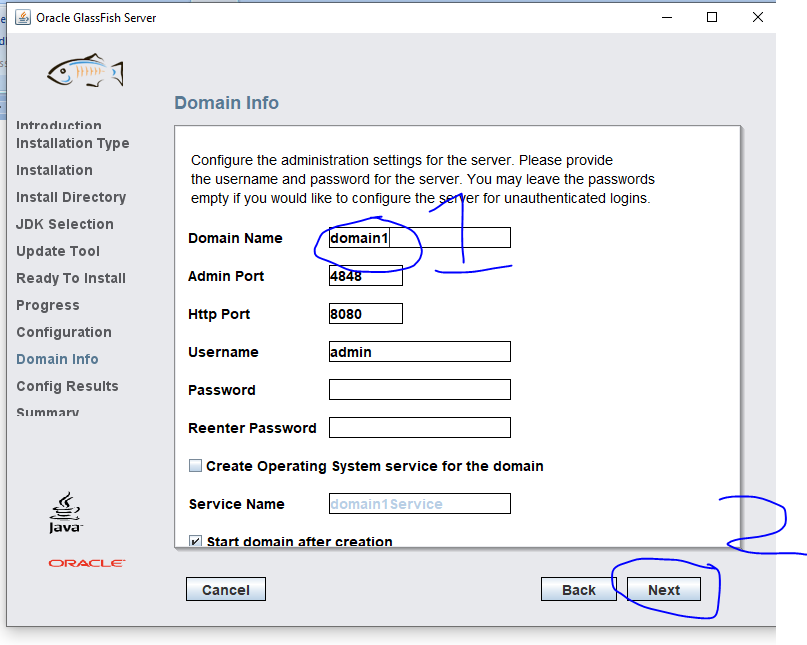 Oracle GlassFish Server
Domain Info
Introduction
Installation Type
Installation
Install Directory
JDK Selection
Update Tool
Ready To Install
Progress
Configuration
Domain Info
Config Results
Summary
Java
ORACLE
Configure the administration settings for the server. Please provide
the username and password for the server. You may leave the passwords
empty if you would like to configure the server for unauthenticated logins.
1
Domain Name domain1
Admin Port 4848
Http Port 8080
Username admin
Password
Reenter Password
Create Operating System service for the domain
Service Name domain1Service
Start domain after creation
2
Cancel Back Next